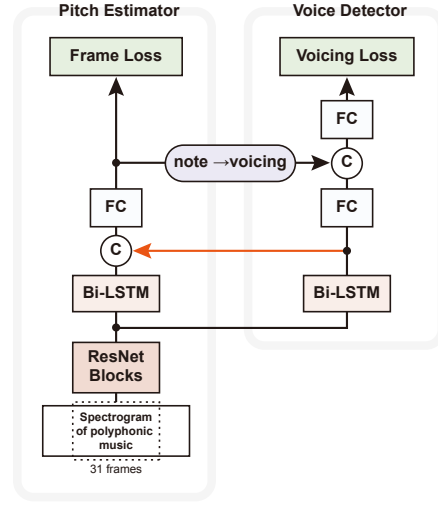 Pitch Estimator
Voice Detector
Frame Loss
Voicing Loss
FC
note →voicing
C
FC
FC
C
Bi-LSTM
Bi-LSTM
ResNet
Blocks
Spectrogram
of polyphonic
music
31 frames